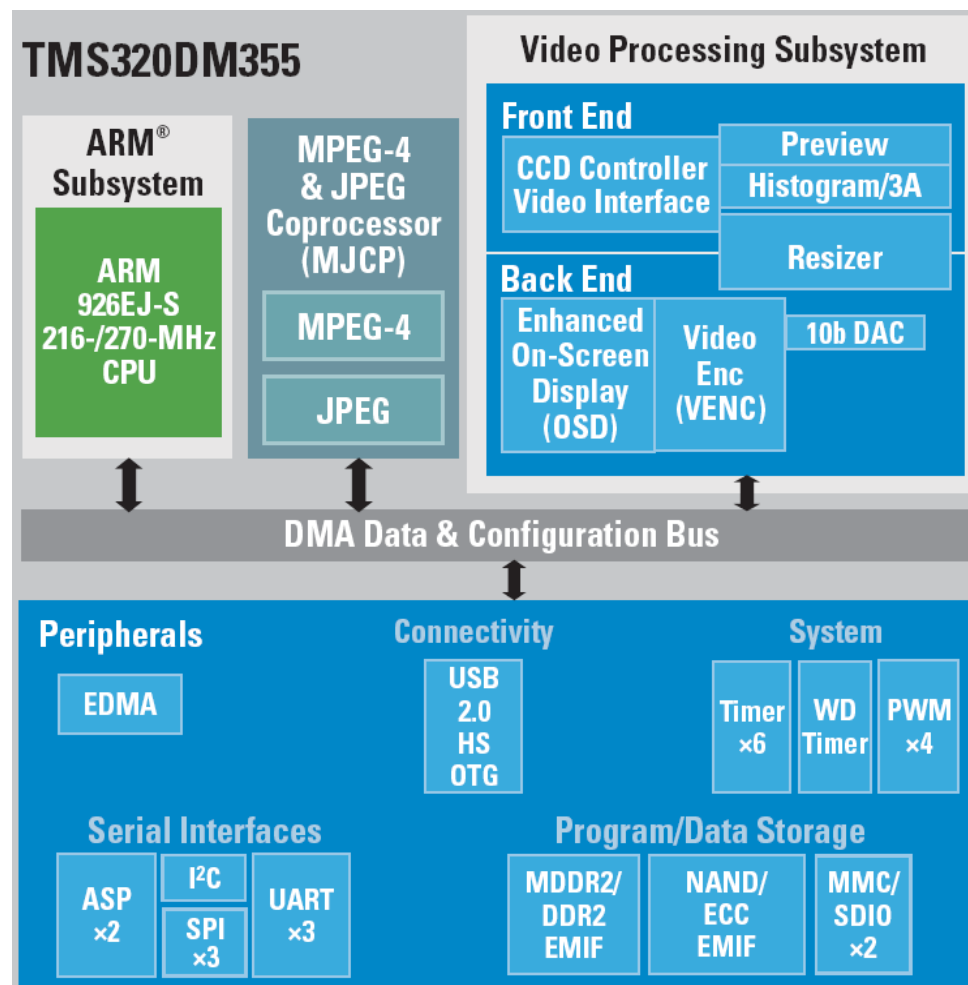 TMS320DM355
ARM®
Subsystem
ARM
926EJ-S
216-/270-MHz
CPU
MPEG-4
& JPEG
Coprocessor
(MJCP)
MPEG-4
JPEG
Video Processing Subsystem
Front End
CCD Controller
Video Interface
Preview
Histogram/3A
Resizer
Back End
Enhanced
On-Screen
Display
(OSD)
Video
Enc
(VENC)
10b DAC
DMA Data & Configuration Bus
Peripherals
EDMA
Connectivity
USB
2.0
HS
OTG
System
Timer
×6
WD
Timer
PWM
×4
Serial Interfaces
ASP
×2
I²C
SPI
×3
UART
×3
Program/Data Storage
MDDR2/
DDR2
EMIF
NAND/
ECC
EMIF
MMC/
SDIO
×2